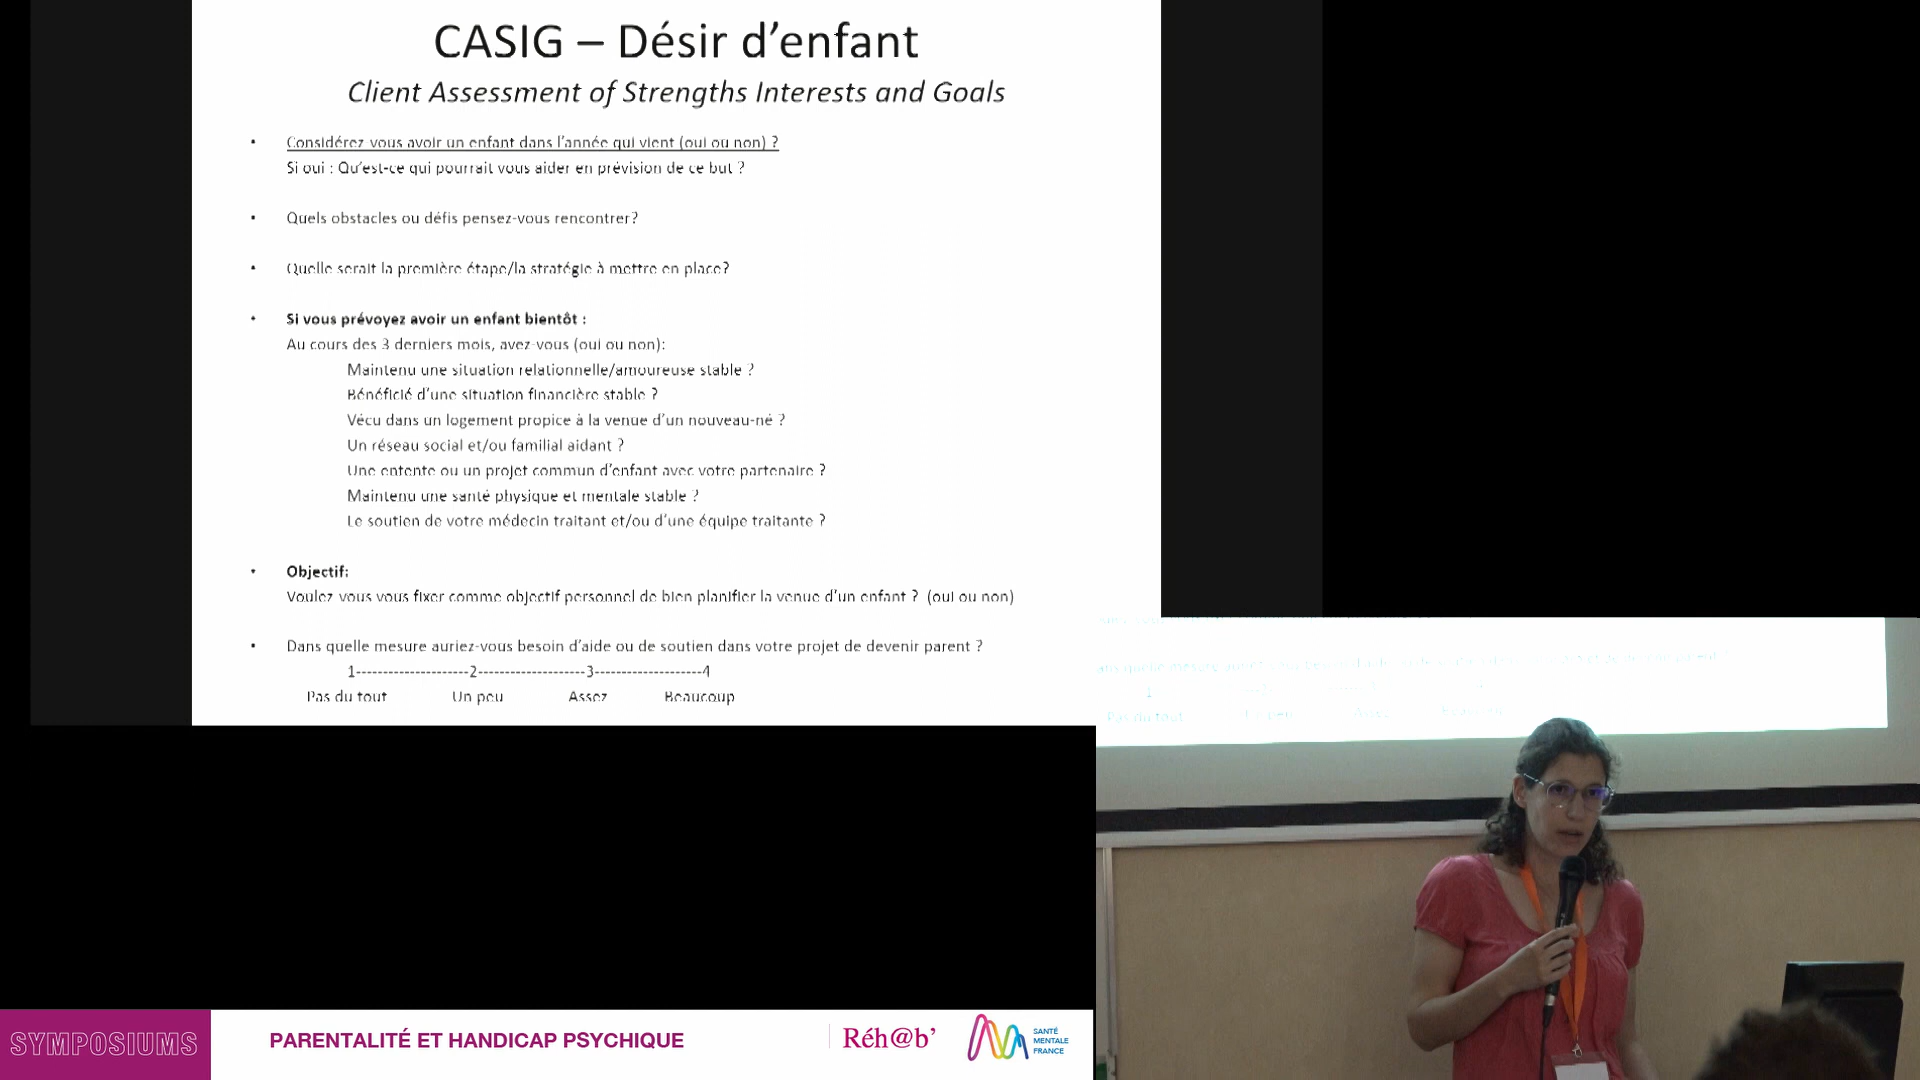 CASIG – Désir d'enfant
Client Assessment of Strengths Interests and Goals
• Considérez vous avoir un enfant dans l'année qui vient (oui ou non) ?
Si oui : Qu'est-ce qui pourrait vous aider en prévision de ce but ?
• Quels obstacles ou défis pensez-vous rencontrer?
• Quelle serait la première étape/la stratégie à mettre en place?
• Si vous prévoyez avoir un enfant bientôt :
Au cours des 3 derniers mois, avez-vous (oui ou non):
Maintenu une situation relationnelle/amoureuse stable ?
Bénéficié d'une situation financière stable ?
Vécu dans un logement propice à la venue d'un nouveau-né ?
Un réseau social et/ou familial aidant ?
Une entente ou un projet commun d'enfant avec votre partenaire ?
Maintenu une santé physique et mentale stable ?
Le soutien de votre médecin traitant et/ou d'une équipe traitante ?
• Objectif:
Voulez vous vous fixer comme objectif personnel de bien planifier la venue d'un enfant ? (oui ou non)
• Dans quelle mesure auriez-vous besoin d'aide ou de soutien dans votre projet de devenir parent ?
1--------------------2-------------------3-------------------4
Pas du tout Un peu Assez Beaucoup
Pas du tout
SYMPOSIUMS
PARENTALITÉ ET HANDICAP PSYCHIQUE
Réh@b'
SANTÉ
MENTALE
FRANCE